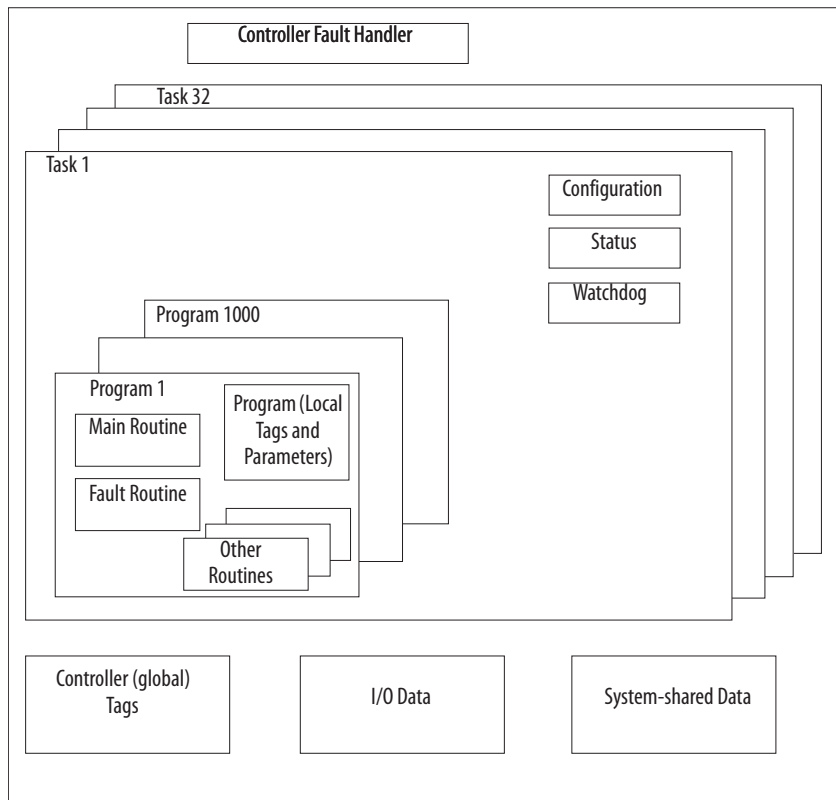 Controller Fault Handler
Task 32
Task 1
Configuration
Status
Watchdog
Program 1000
Program 1
Program (Local
Tags and
Parameters)
Main Routine
Fault Routine
Other
Routines
Controller (global)
Tags
I/O Data
System-shared Data